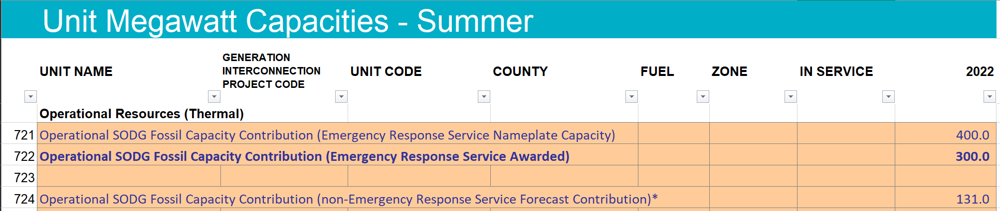 Unit Megawatt Capacities - Summer
UNIT NAME
GENERATION
INTERCONNECTION
PROJECT CODE
UNIT CODE
COUNTY
FUEL
ZONE
IN SERVICE
2022
Operational Resources (Thermal)
721 Operational SODG Fossil Capacity Contribution (Emergency Response Service Nameplate Capacity) 400.0
722 Operational SODG Fossil Capacity Contribution (Emergency Response Service Awarded) 300.0
723
724 Operational SODG Fossil Capacity Contribution (non-Emergency Response Service Forecast Contribution)* 131.0